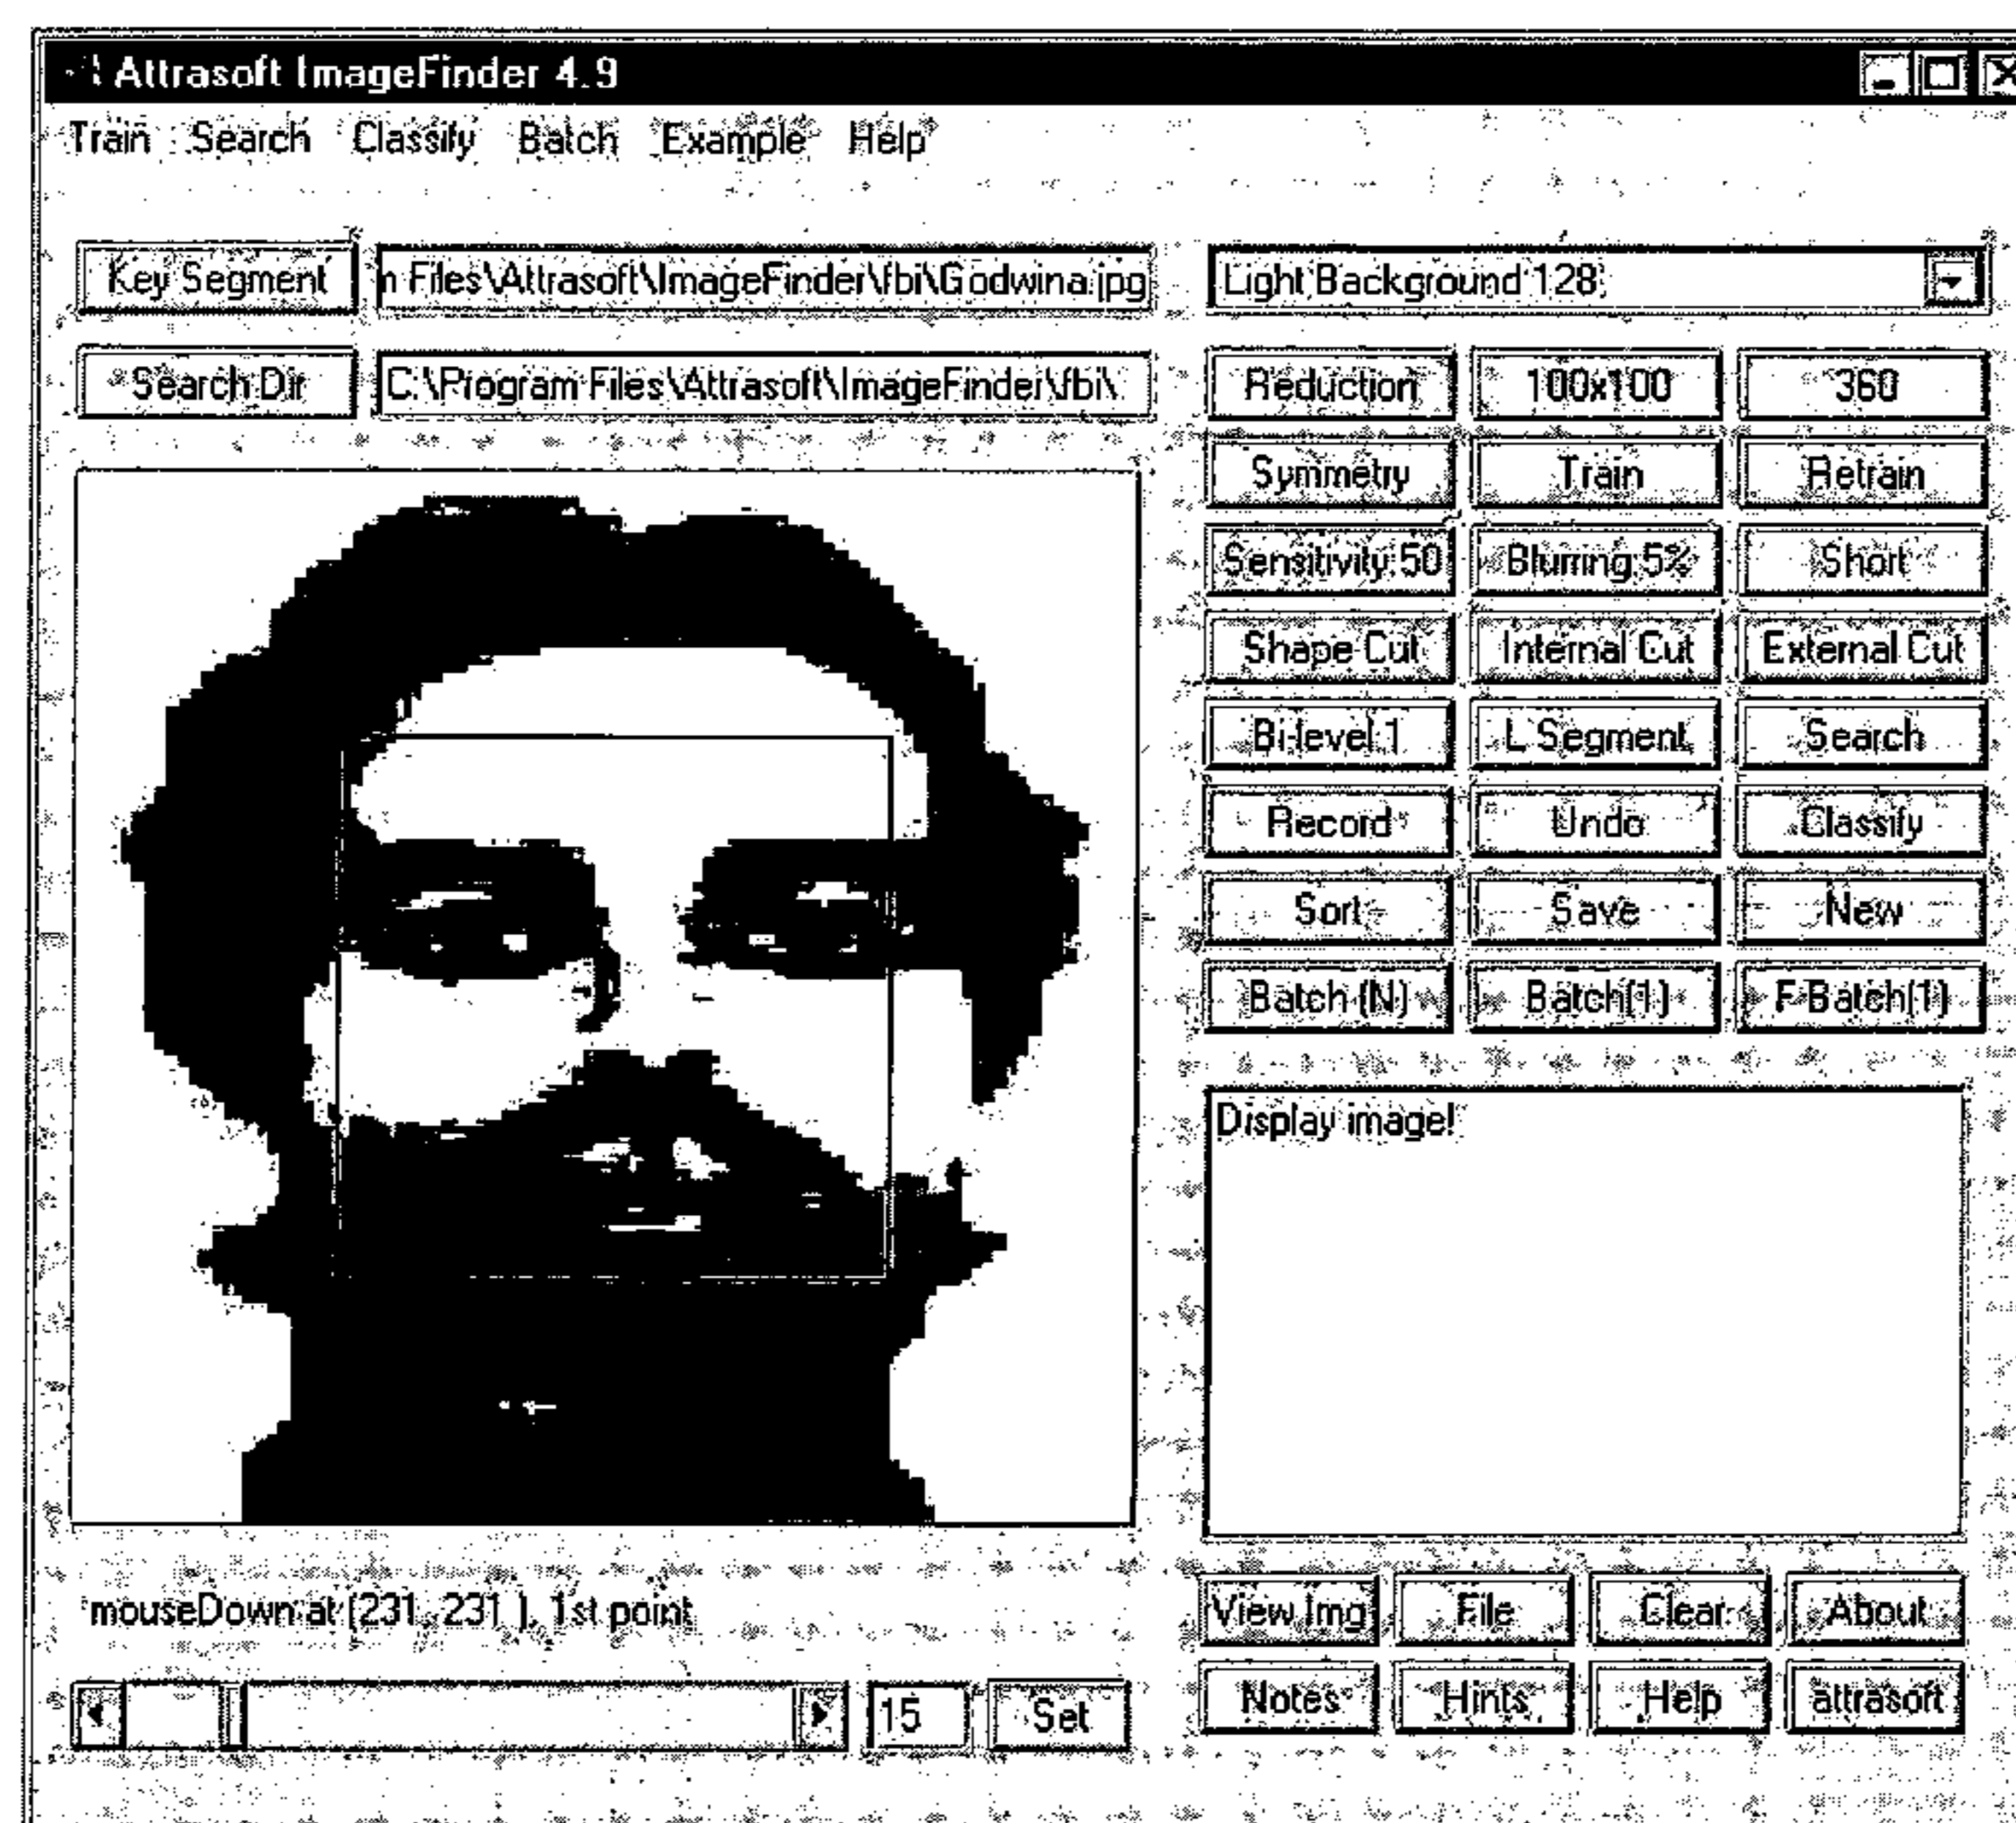 Attrasoft ImageFinder 4.9
Train Search Classify Batch Example Help
Key Segment n Files\Attrasoft\ImageFinder\fbi\Godwina.jpg Light Background 128
Search Dir C:\Program Files\Attrasoft\ImageFinder\fbi\
Reduction 100x100 360
Symmetry Train Retrain
Sensitivity:50 Blurring:5% Short
Shape Cut Internal Cut External Cut
Bi-level 1 L Segment Search
Record Undo Classify
Sort Save New
Batch (N) Batch(1) F-Batch(1)
Display image!
mouseDown at (231 , 231 ), 1st point
View Img File Clear About
15 Set Notes Hints Help attrasoft